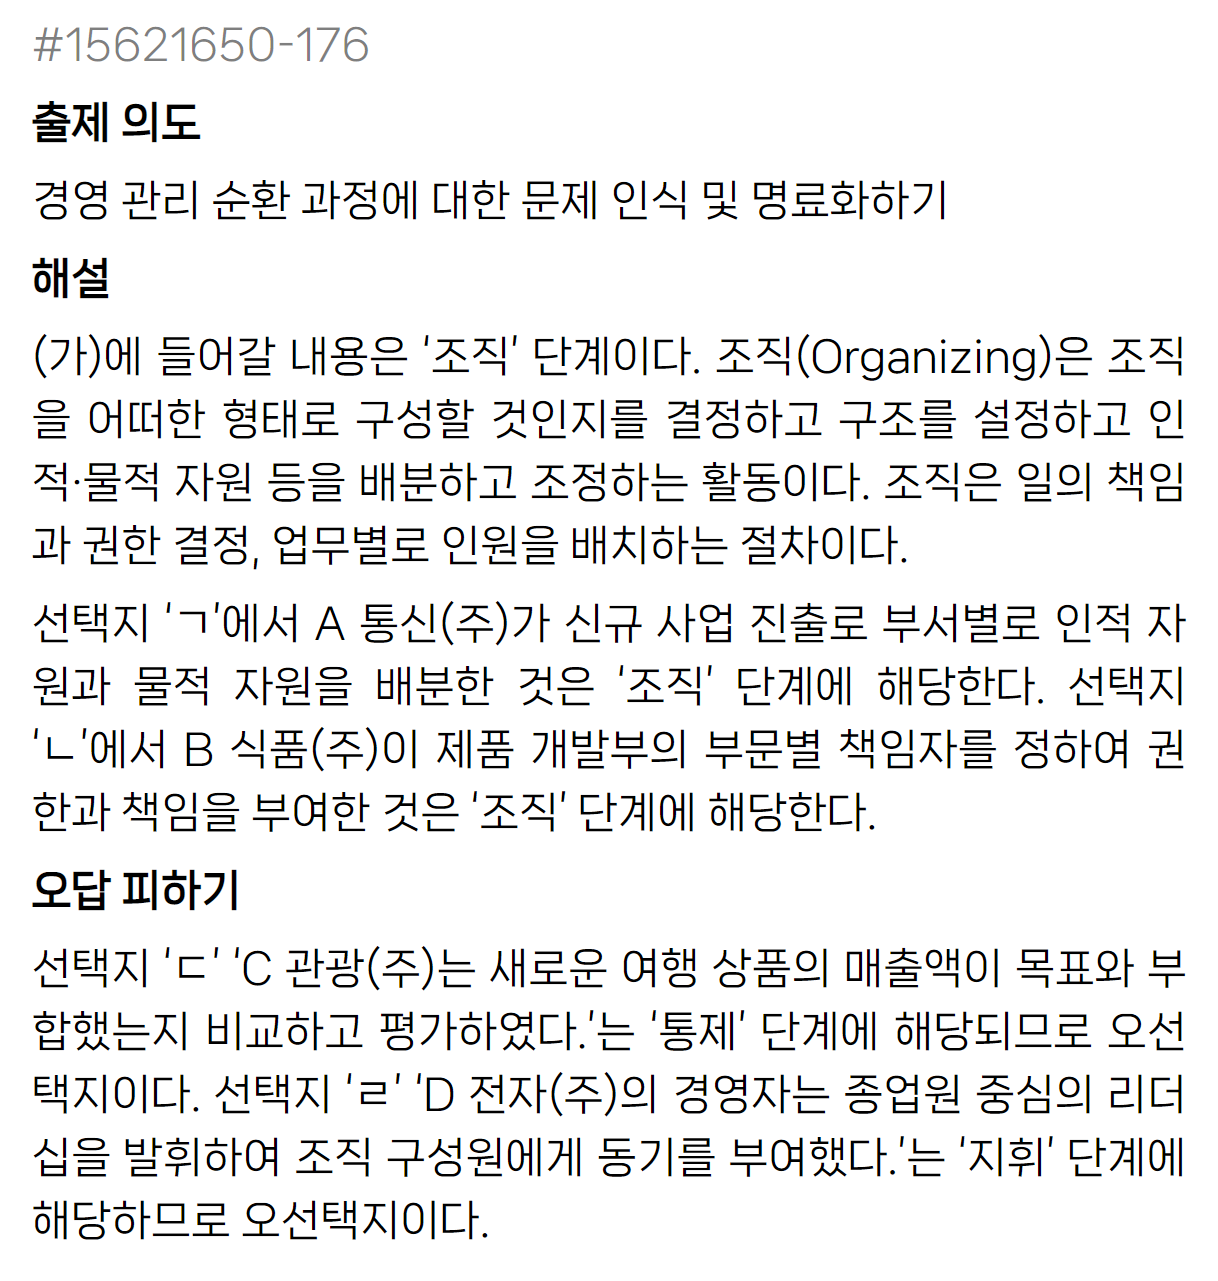 #15621650-176
출제 의도
경영 관리 순환 과정에 대한 문제 인식 및 명료화하기
해설
(가)에 들어갈 내용은 ‘조직’ 단계이다. 조직(Organizing)은 조직
을 어떠한 형태로 구성할 것인지를 결정하고 구조를 설정하고 인
적·물적 자원 등을 배분하고 조정하는 활동이다. 조직은 일의 책임
과 권한 결정, 업무별로 인원을 배치하는 절차이다.
선택지 ‘ㄱ’에서 A 통신(주)가 신규 사업 진출로 부서별로 인적 자
원과 물적 자원을 배분한 것은 ‘조직’ 단계에 해당한다. 선택지
‘ㄴ’에서 B 식품(주)이 제품 개발부의 부문별 책임자를 정하여 권
한과 책임을 부여한 것은 ‘조직’ 단계에 해당한다.
오답 피하기
선택지 ‘ㄷ’ ‘C 관광(주)는 새로운 여행 상품의 매출액이 목표와 부
합했는지 비교하고 평가하였다.’는 ‘통제’ 단계에 해당되므로 오선
택지이다. 선택지 ‘ㄹ’ ‘D 전자(주)의 경영자는 종업원 중심의 리더
십을 발휘하여 조직 구성원에게 동기를 부여했다.’는 ‘지휘’ 단계에
해당하므로 오선택지이다.